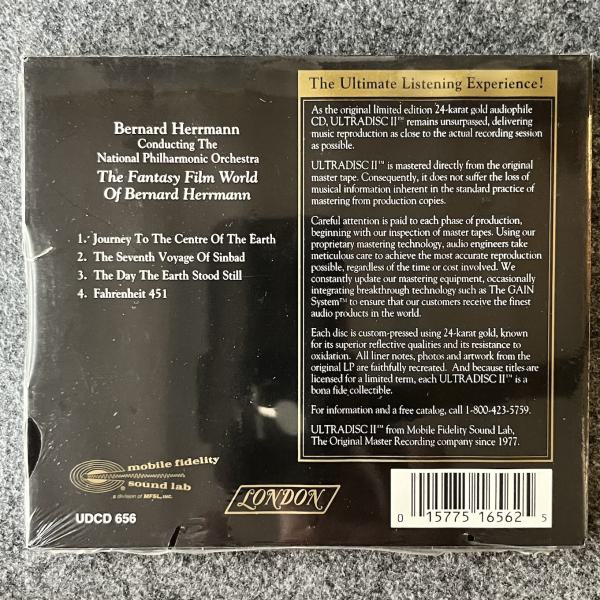 Bernard Herrmann
Conducting The
National Philharmonic Orchestra
The Fantasy Film World
Of Bernard Herrmann
1. Journey To The Centre Of The Earth
2. The Seventh Voyage Of Sinbad
3. The Day The Earth Stood Still
4. Fahrenheit 451
The Ultimate Listening Experience!
As the original limited edition 24-karat gold audiophile
CD, ULTRADISC II™ remains unsurpassed, delivering
music reproduction as close to the actual recording session
as possible.
ULTRADISC II™ is mastered directly from the original
master tape. Consequently, it does not suffer the loss of
musical information inherent in the standard practice of
mastering from production copies.
Careful attention is paid to each phase of production,
beginning with our inspection of master tapes. Using our
proprietary mastering technology, audio engineers take
meticulous care to achieve the most accurate reproduction
possible, regardless of the time or cost involved. We
constantly update our mastering equipment, occasionally
integrating breakthrough technology such as The GAIN
System™ to ensure that our customers receive the finest
audio products in the world.
Each disc is custom-pressed using 24-karat gold, known
for its superior reflective qualities and its resistance to
oxidation. All liner notes, photos and artwork from the
original LP are faithfully recreated. And because titles are
licensed for a limited term, each ULTRADISC II™ is a
bona fide collectible.
For information and a free catalog, call 1-800-423-5759.
ULTRADISC II™ from Mobile Fidelity Sound Lab,
The Original Master Recording company since 1977.
mobile fidelity
sound lab
a division of MFSL, INC.
UDCD 656
LONDON
0 15775 16562 5